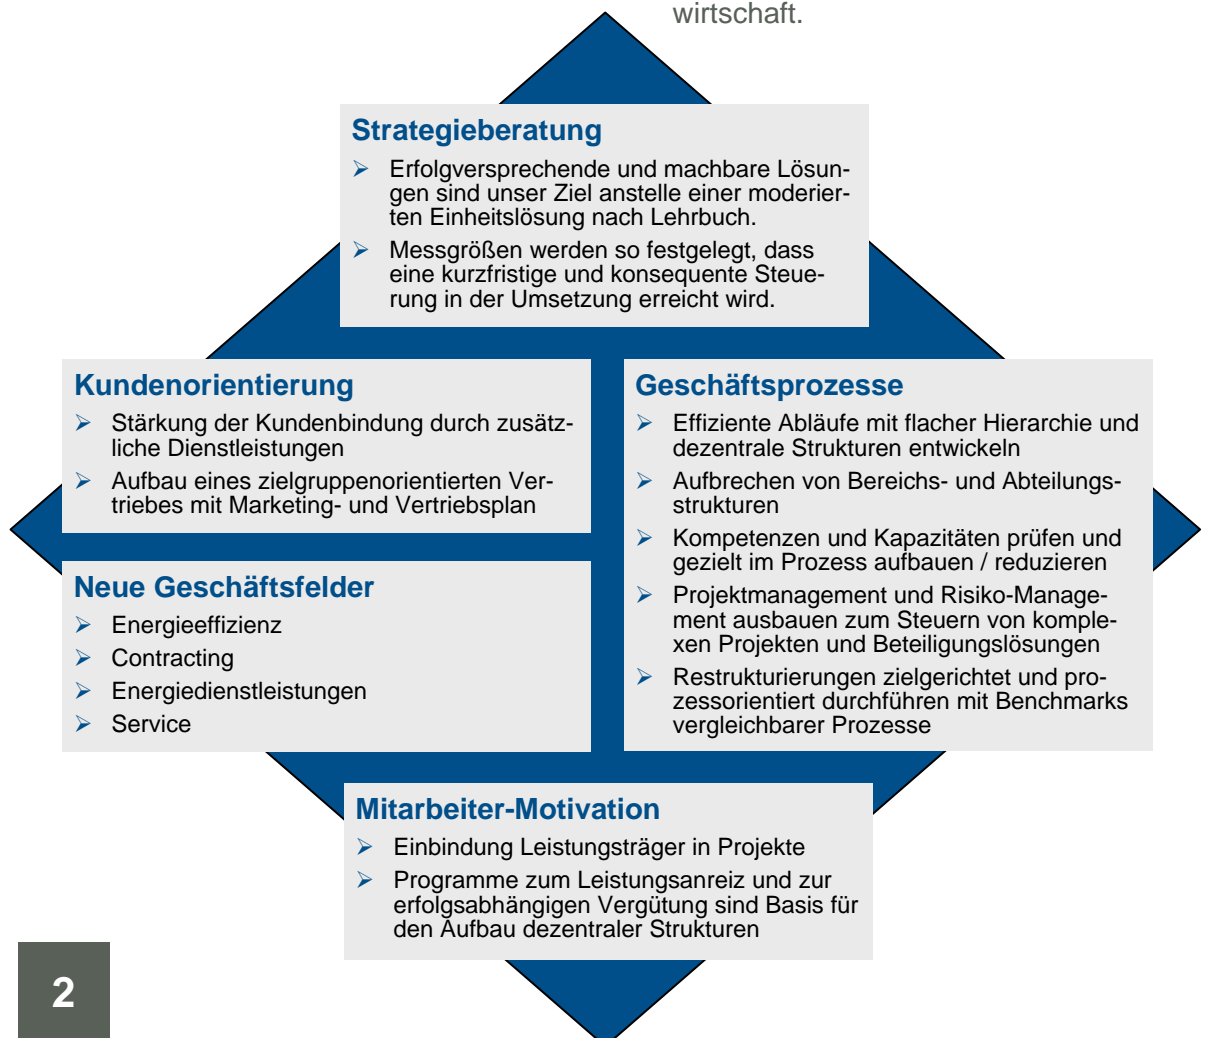 wirtschaft.
Strategieberatung
➢ Erfolgversprechende und machbare Lösun-
gen sind unser Ziel anstelle einer moderier-
ten Einheitslösung nach Lehrbuch.
➢ Messgrößen werden so festgelegt, dass
eine kurzfristige und konsequente Steue-
rung in der Umsetzung erreicht wird.
Kundenorientierung
➢ Stärkung der Kundenbindung durch zusätz-
liche Dienstleistungen
➢ Aufbau eines zielgruppenorientierten Ver-
triebes mit Marketing- und Vertriebsplan
Neue Geschäftsfelder
➢ Energieeffizienz
➢ Contracting
➢ Energiedienstleistungen
➢ Service
Geschäftsprozesse
➢ Effiziente Abläufe mit flacher Hierarchie und
dezentrale Strukturen entwickeln
➢ Aufbrechen von Bereichs- und Abteilungs-
strukturen
➢ Kompetenzen und Kapazitäten prüfen und
gezielt im Prozess aufbauen / reduzieren
➢ Projektmanagement und Risiko-Manage-
ment ausbauen zum Steuern von komple-
xen Projekten und Beteiligungslösungen
➢ Restrukturierungen zielgerichtet und pro-
zessorientiert durchführen mit Benchmarks
vergleichbarer Prozesse
Mitarbeiter-Motivation
➢ Einbindung Leistungsträger in Projekte
➢ Programme zum Leistungsanreiz und zur
erfolgsabhängigen Vergütung sind Basis für
den Aufbau dezentraler Strukturen
2